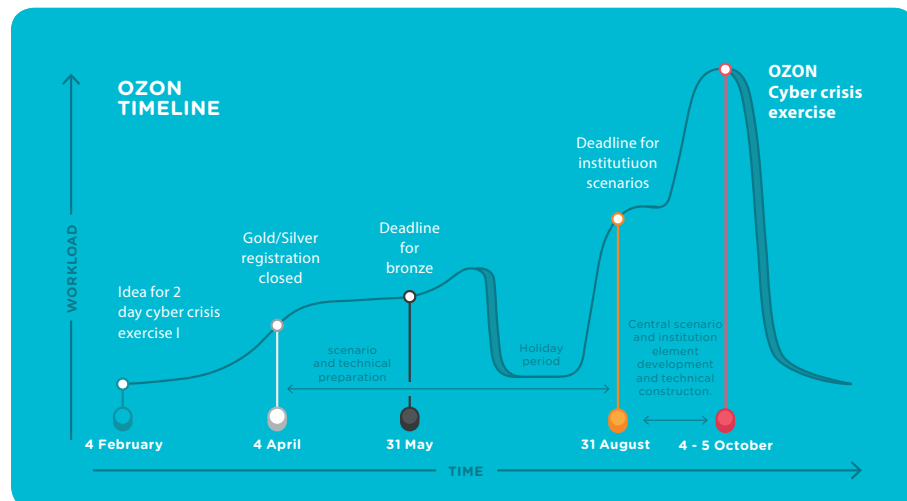 OZON
TIMELINE
OZON
Cyber crisis
exercise
Deadline for
institutiuon
scenarios
Deadline
for
bronze
Gold/Silver
registration
closed
Idea for 2
day cyber crisis
exercise I
WORKLOAD
scenario
and technical
preparation
Holiday
period
Central scenario
and institution
element
development
and technical
constructon.
4 February
4 April
31 May
31 August
4 - 5 October
TIME